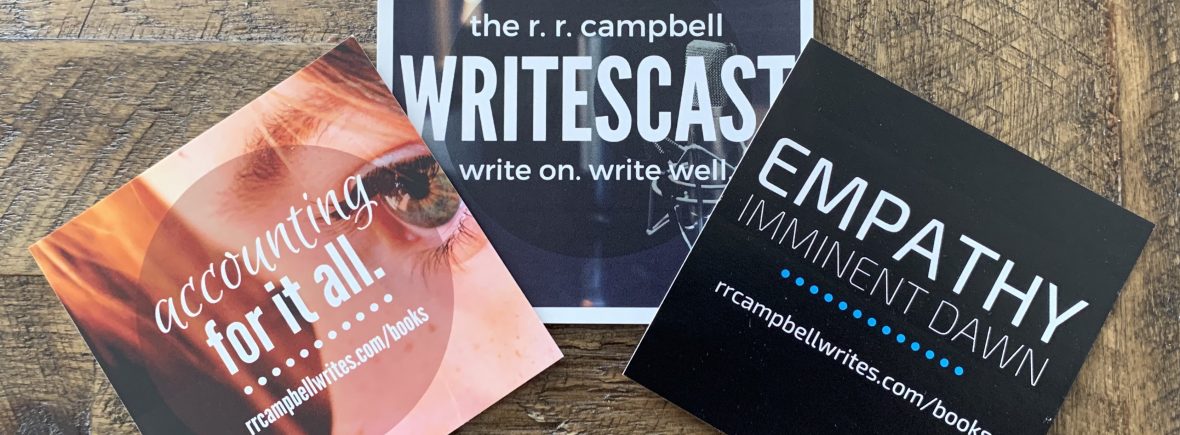 the r. r. campbell
WRITESCAST
write on. write well.
accounting
for it all.
rrcampbellwrites.com/books
EMPATHY
IMMINENT DAWN
rrcampbellwrites.com/books